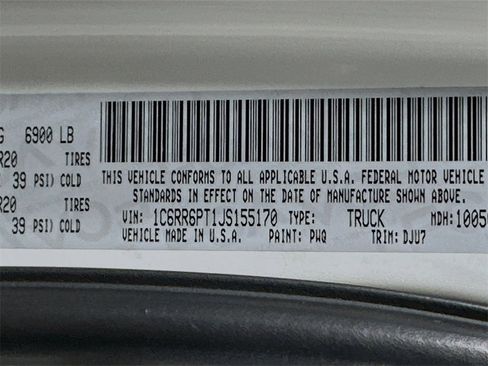 G 6900 LB
R20 TIRES
39 PSI) COLD
R20 TIRES
39 PSI) COLD
THIS VEHICLE CONFORMS TO ALL APPLICABLE U.S.A. FEDERAL MOTOR VEHICLE
STANDARDS IN EFFECT ON THE DATE OF MANUFACTURE SHOWN ABOVE.
VIN: 1C6RR6PT1JS155170 TYPE: TRUCK MDH: 1005
VEHICLE MADE IN U.S.A. PAINT: PWQ TRIM: DJU7